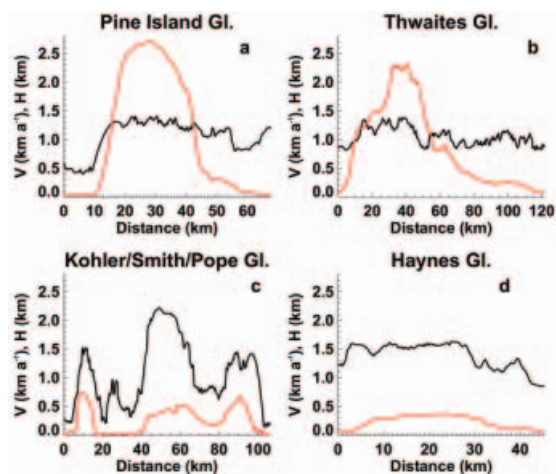 Pine Island Gl.
a
V (km a⁻¹), H (km)
2.5
2.0
1.5
1.0
0.5
0.0
0 10 20 30 40 50 60
Distance (km)
Thwaites Gl.
b
V (km a⁻¹), H (km)
2.5
2.0
1.5
1.0
0.5
0.0
0 20 40 60 80 100 120
Distance (km)
Kohler/Smith/Pope Gl.
c
V (km a⁻¹), H (km)
2.5
2.0
1.5
1.0
0.5
0.0
0 20 40 60 80 100
Distance (km)
Haynes Gl.
d
V (km a⁻¹), H (km)
2.5
2.0
1.5
1.0
0.5
0.0
0 10 20 30 40
Distance (km)